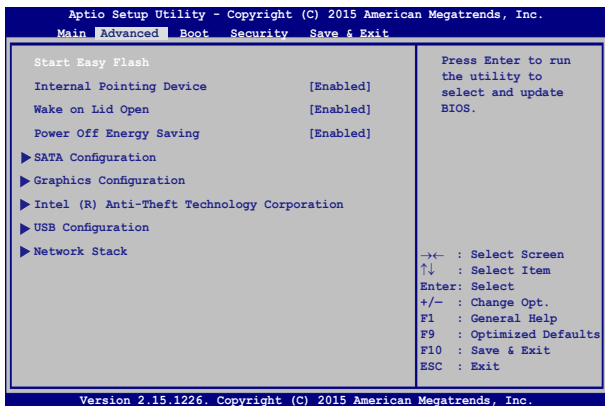 Aptio Setup Utility - Copyright (C) 2015 American Megatrends, Inc.
Main Advanced Boot Security Save & Exit
Start Easy Flash
Internal Pointing Device [Enabled]
Wake on Lid Open [Enabled]
Power Off Energy Saving [Enabled]
SATA Configuration
Graphics Configuration
Intel (R) Anti-Theft Technology Corporation
USB Configuration
Network Stack
Press Enter to run
the utility to
select and update
BIOS.
→← : Select Screen
↑↓ : Select Item
Enter: Select
+/— : Change Opt.
F1 : General Help
F9 : Optimized Defaults
F10 : Save & Exit
ESC : Exit
Version 2.15.1226. Copyright (C) 2015 American Megatrends, Inc.